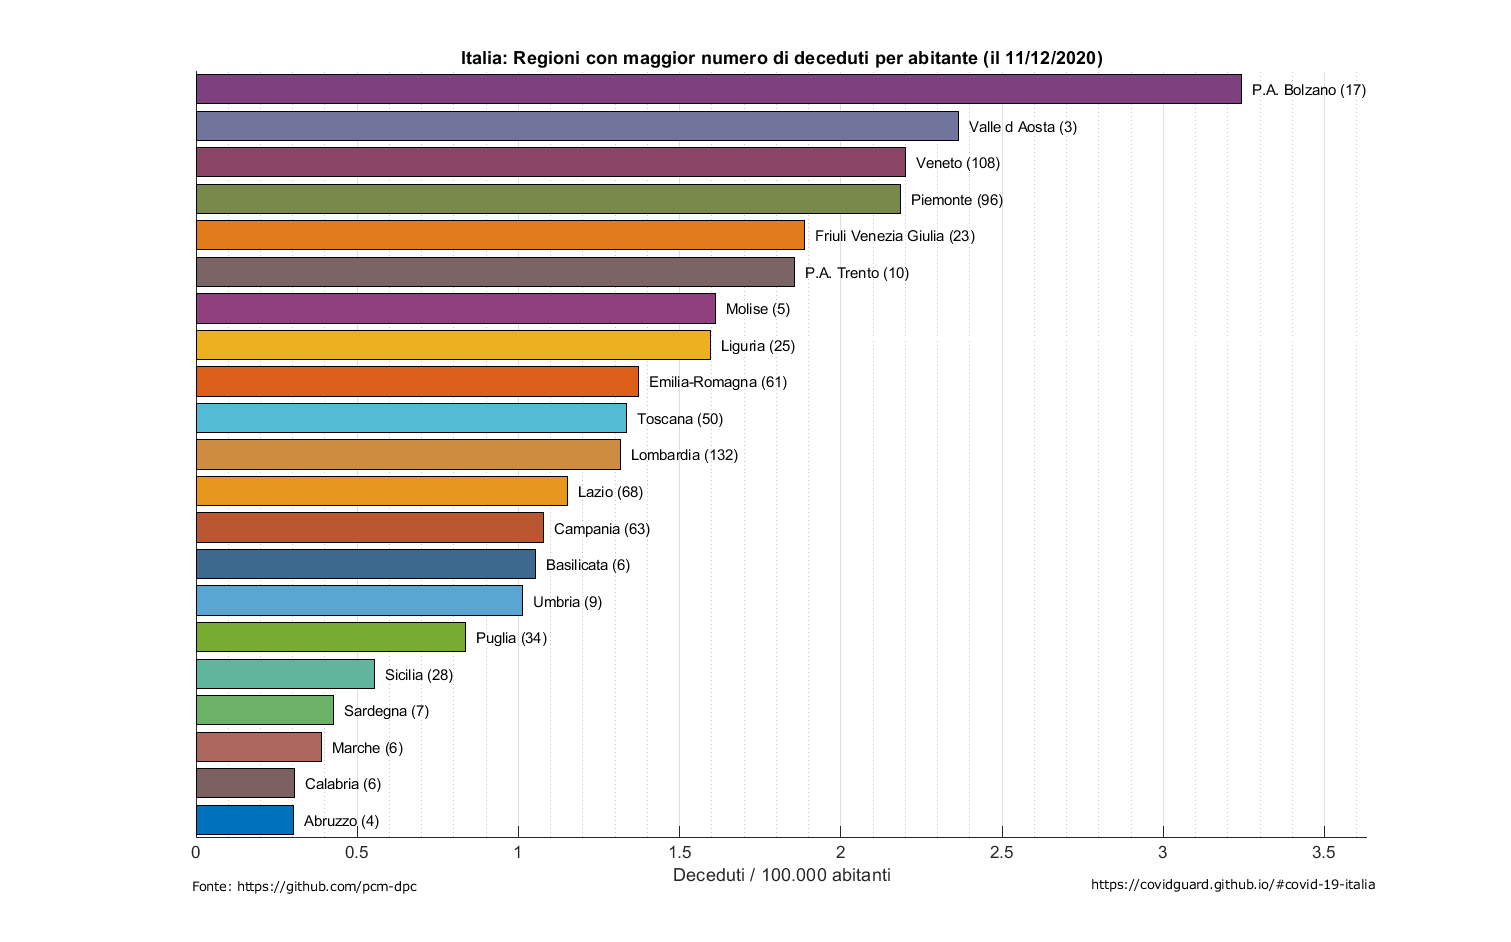 Italia: Regioni con maggior numero di deceduti per abitante (il 11/12/2020)
P.A. Bolzano (17)
Valle d Aosta (3)
Veneto (108)
Piemonte (96)
Friuli Venezia Giulia (23)
P.A. Trento (10)
Molise (5)
Liguria (25)
Emilia-Romagna (61)
Toscana (50)
Lombardia (132)
Lazio (68)
Campania (63)
Basilicata (6)
Umbria (9)
Puglia (34)
Sicilia (28)
Sardegna (7)
Marche (6)
Calabria (6)
Abruzzo (4)
0 0.5 1 1.5 2 2.5 3 3.5
Deceduti / 100.000 abitanti
Fonte: https://github.com/pcm-dpc
https://covidguard.github.io/#covid-19-italia